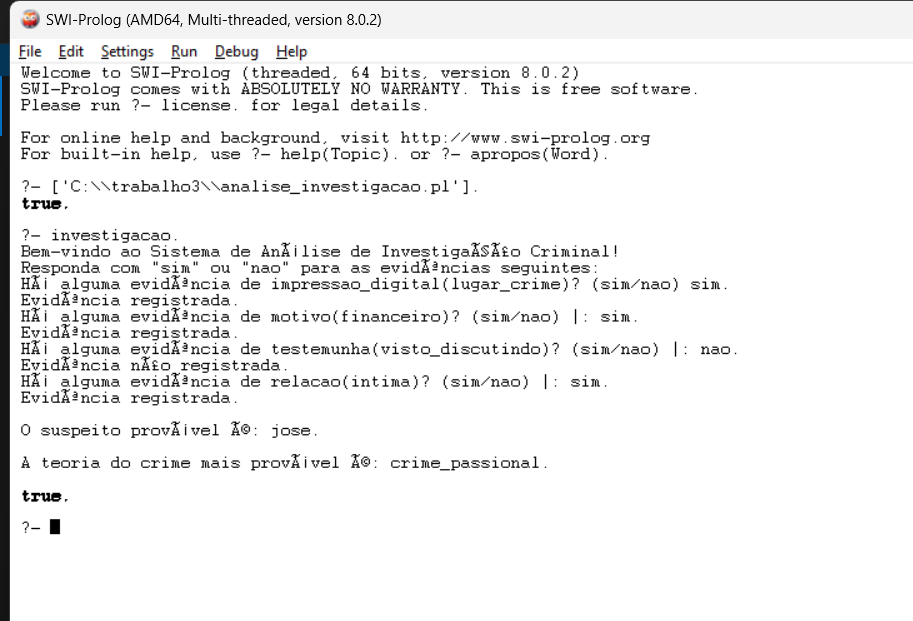 SWI-Prolog (AMD64, Multi-threaded, version 8.0.2)
File Edit Settings Run Debug Help
Welcome to SWI-Prolog (threaded, 64 bits, version 8.0.2)
SWI-Prolog comes with ABSOLUTELY NO WARRANTY. This is free software.
Please run ?- license. for legal details.
For online help and background, visit http://www.swi-prolog.org
For built-in help, use ?- help(Topic). or ?- apropos(Word).
?- ['C:\\trabalho3\\analise_investigacao.pl'].
true.
?- investigacao.
Bem-vindo ao Sistema de AnÃ¡lise de InvestigaÃ§Ã£o Criminal!
Responda com "sim" ou "nao" para as evidÃªncias seguintes:
HÃ¡ alguma evidÃªncia de impressao_digital(lugar_crime)? (sim/nao) sim.
EvidÃªncia registrada.
HÃ¡ alguma evidÃªncia de motivo(financeiro)? (sim/nao) |: sim.
EvidÃªncia registrada.
HÃ¡ alguma evidÃªncia de testemunha(visto_discutindo)? (sim/nao) |: nao.
EvidÃªncia nÃ£o registrada.
HÃ¡ alguma evidÃªncia de relacao(intima)? (sim/nao) |: sim.
EvidÃªncia registrada.
O suspeito provÃ¡vel Ã©: jose.
A teoria do crime mais provÃ¡vel Ã©: crime_passional.
true.
?-